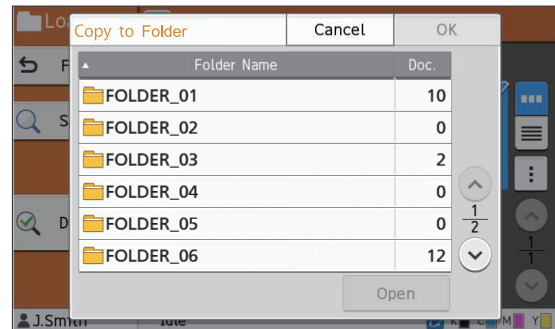 Lo
Copy to Folder
Cancel
OK
F
Folder Name
Doc.
FOLDER_01
10
S
FOLDER_02
0
FOLDER_03
2
FOLDER_04
0
1
2
D
FOLDER_05
0
FOLDER_06
12
1
1
Open
J.Smith
Idle
K
C
M
Y